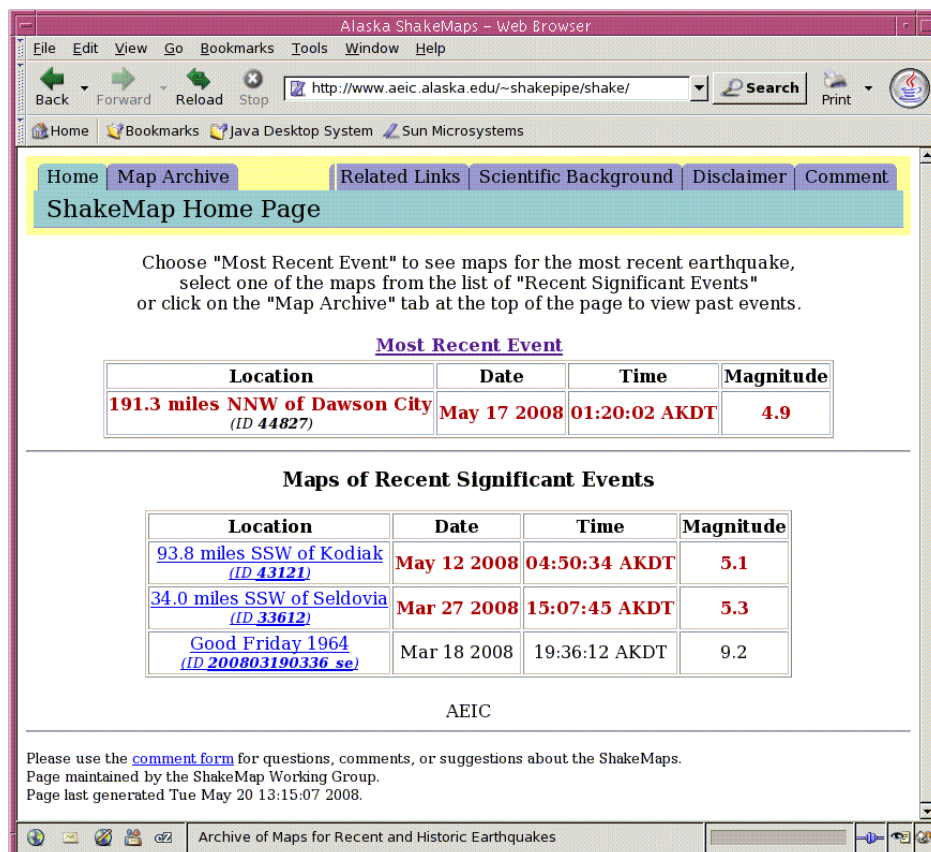 Alaska ShakeMaps – Web Browser
File Edit View Go Bookmarks Tools Window Help
Back Forward Reload Stop http://www.aeic.alaska.edu/~shakepipe/shake/ Search Print
Home Bookmarks Java Desktop System Sun Microsystems
Home Map Archive Related Links Scientific Background Disclaimer Comment
ShakeMap Home Page
Choose "Most Recent Event" to see maps for the most recent earthquake,
select one of the maps from the list of "Recent Significant Events"
or click on the "Map Archive" tab at the top of the page to view past events.
Most Recent Event
Location Date Time Magnitude
191.3 miles NNW of Dawson City May 17 2008 01:20:02 AKDT 4.9
(ID 44827)
Maps of Recent Significant Events
Location Date Time Magnitude
93.8 miles SSW of Kodiak May 12 2008 04:50:34 AKDT 5.1
(ID 43121)
34.0 miles SSW of Seldovia Mar 27 2008 15:07:45 AKDT 5.3
(ID 33612)
Good Friday 1964 Mar 18 2008 19:36:12 AKDT 9.2
(ID 200803190336_se)
AEIC
Please use the comment form for questions, comments, or suggestions about the ShakeMaps.
Page maintained by the ShakeMap Working Group.
Page last generated Tue May 20 13:15:07 2008.
Archive of Maps for Recent and Historic Earthquakes